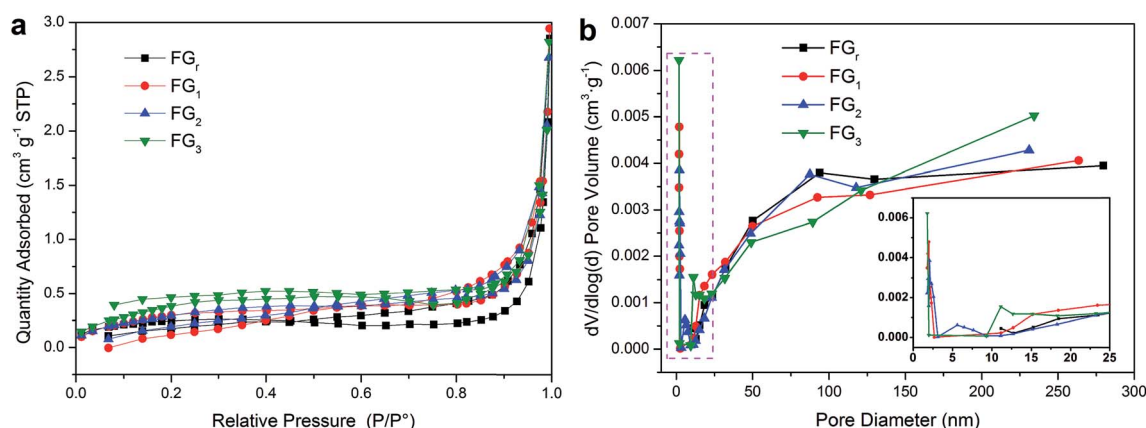 a
3.0
2.5
2.0
1.5
1.0
0.5
0.0
Quantity Adsorbed (cm³ g⁻¹ STP)
FGr
FG1
FG2
FG3
0.0 0.2 0.4 0.6 0.8 1.0
Relative Pressure (P/P°)
b
0.007
0.006
0.005
0.004
0.003
0.002
0.001
0.000
dV/dlog(d) Pore Volume (cm³·g⁻¹)
FGr
FG1
FG2
FG3
0.006
0.004
0.002
0.000
0 5 10 15 20 25
0 50 100 150 200 250 300
Pore Diameter (nm)